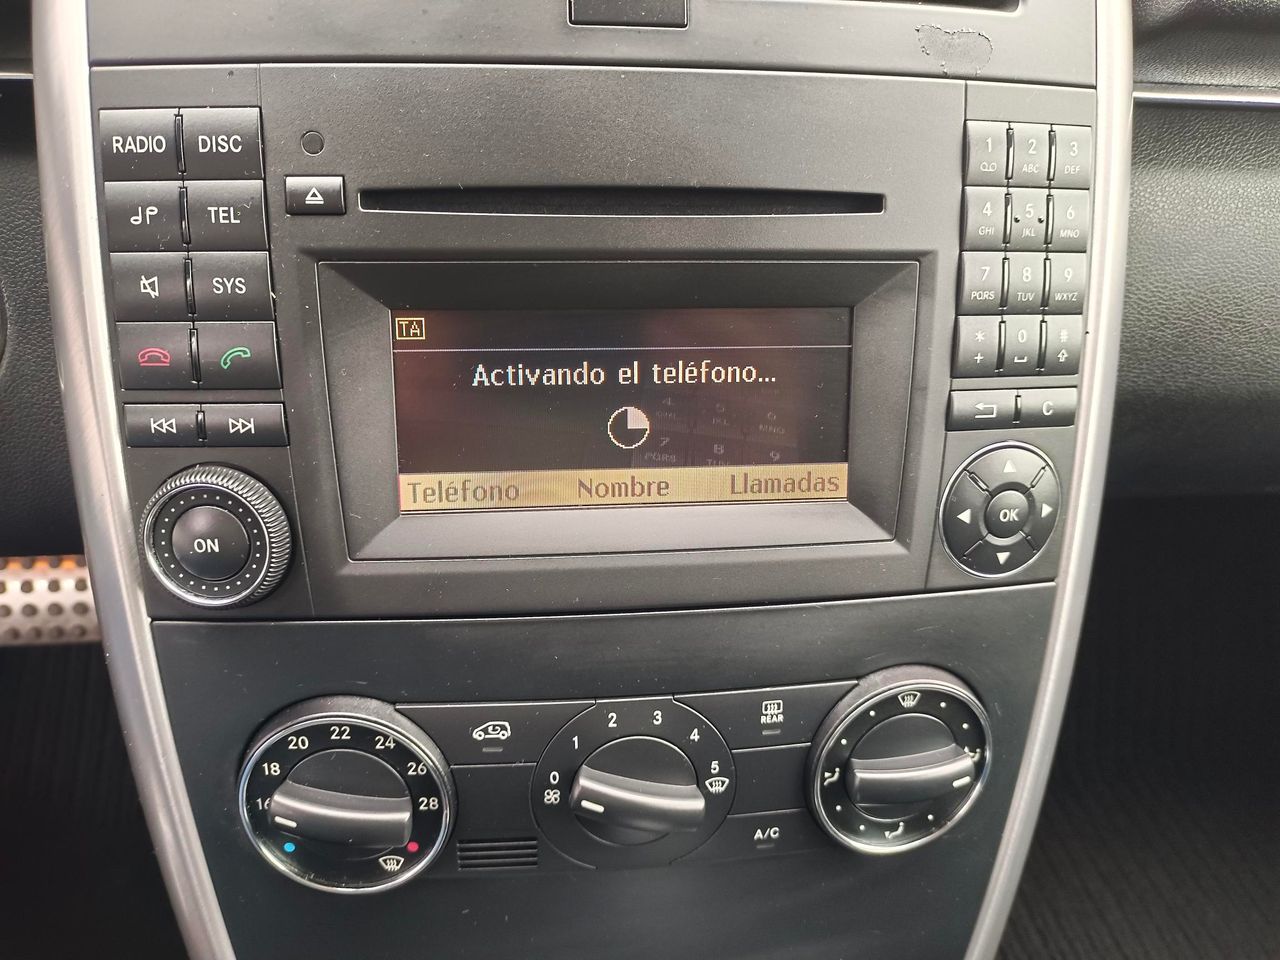 RADIO
DISC
TEL
SYS
ON
TA
Activando el teléfono...
Teléfono Nombre Llamadas
1 2 3
ABC DEF
4 5 6
GHI JKL MNO
7 8 9
PQRS TUV WXYZ
* 0 #
+
C
OK
16 18 20 22 24 26 28
0 1 2 3 4 5
REAR
A/C